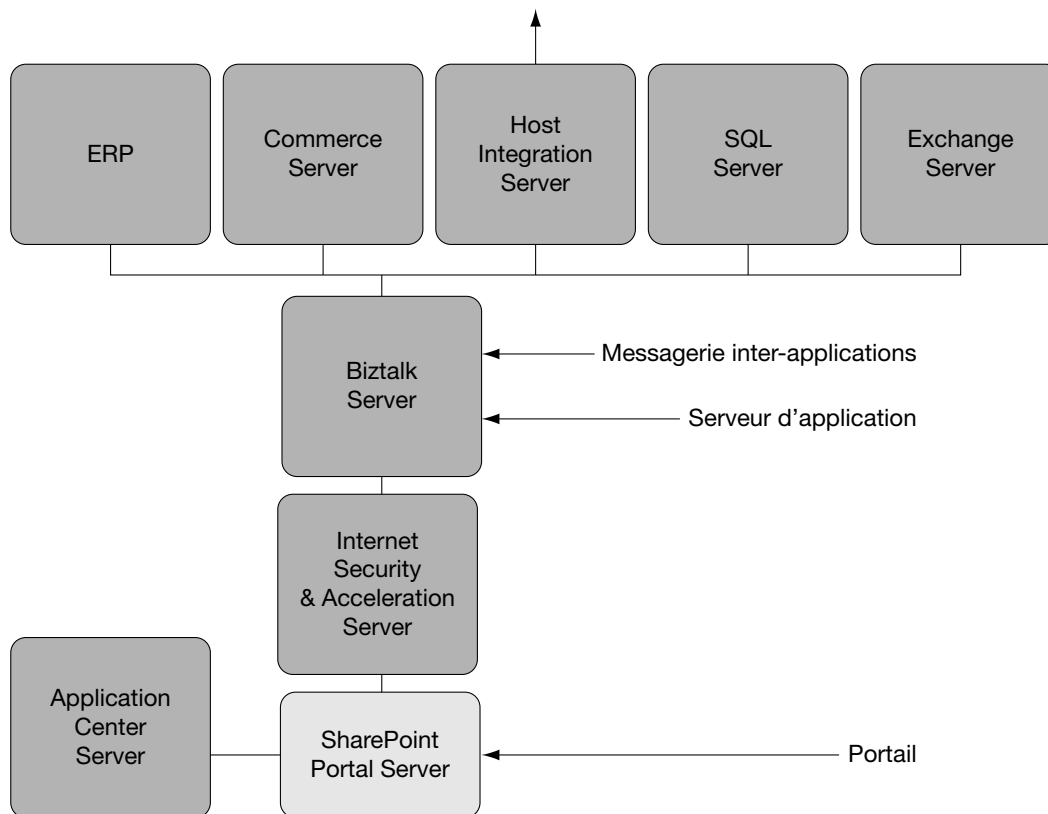 ERP
Commerce
Server
Host
Integration
Server
SQL
Server
Exchange
Server
Biztalk
Server
Messagerie inter-applications
Serveur d’application
Internet
Security
& Acceleration
Server
Application
Center
Server
SharePoint
Portal Server
Portail